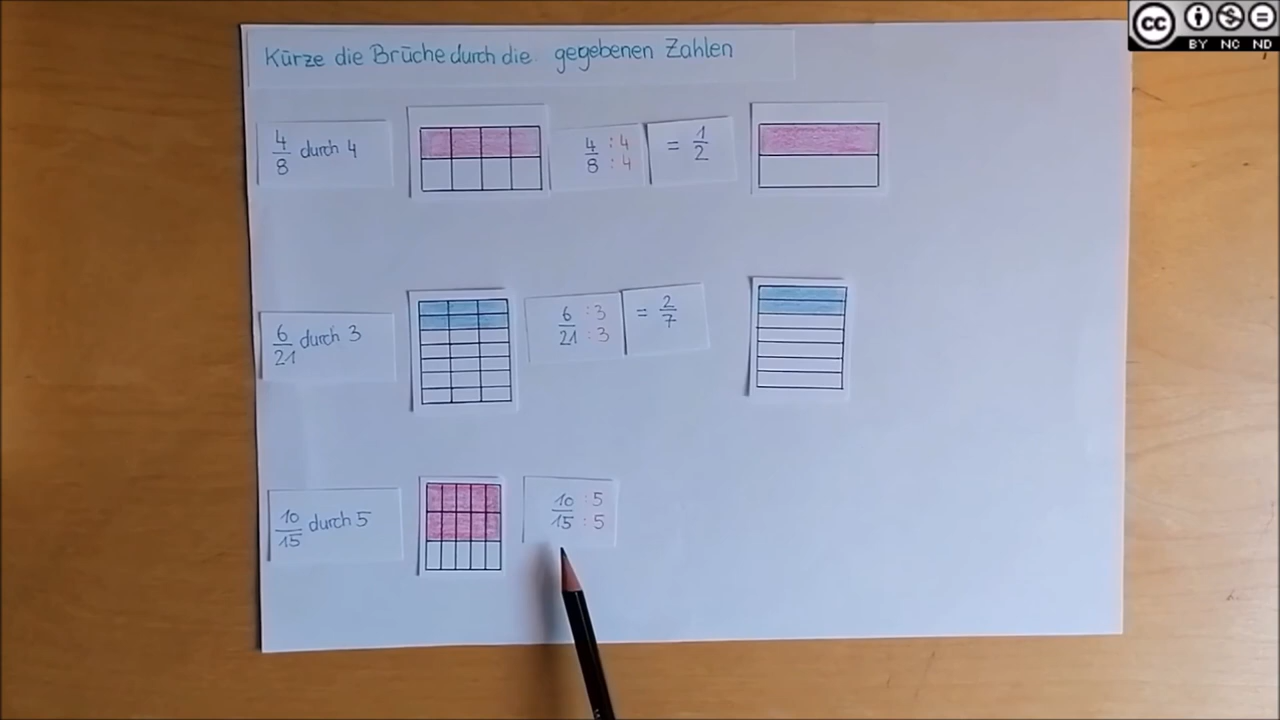 Kürze die Brüche durch die gegebenen Zahlen
4/8 durch 4
4/8 :4 :4
= 1/2
6/21 durch 3
6/21 :3 :3
= 2/7
10/15 durch 5
10/15 :5 :5
cc
BY NC ND